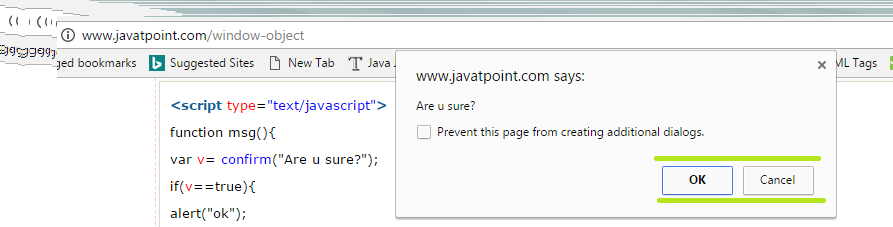 www.javatpoint.com/window-object
ged bookmarks Suggested Sites New Tab Java J ML Tags
www.javatpoint.com says:
Are u sure?
Prevent this page from creating additional dialogs.
OK Cancel
<script type="text/javascript">
function msg(){
var v= confirm("Are u sure?");
if(v==true){
alert("ok");